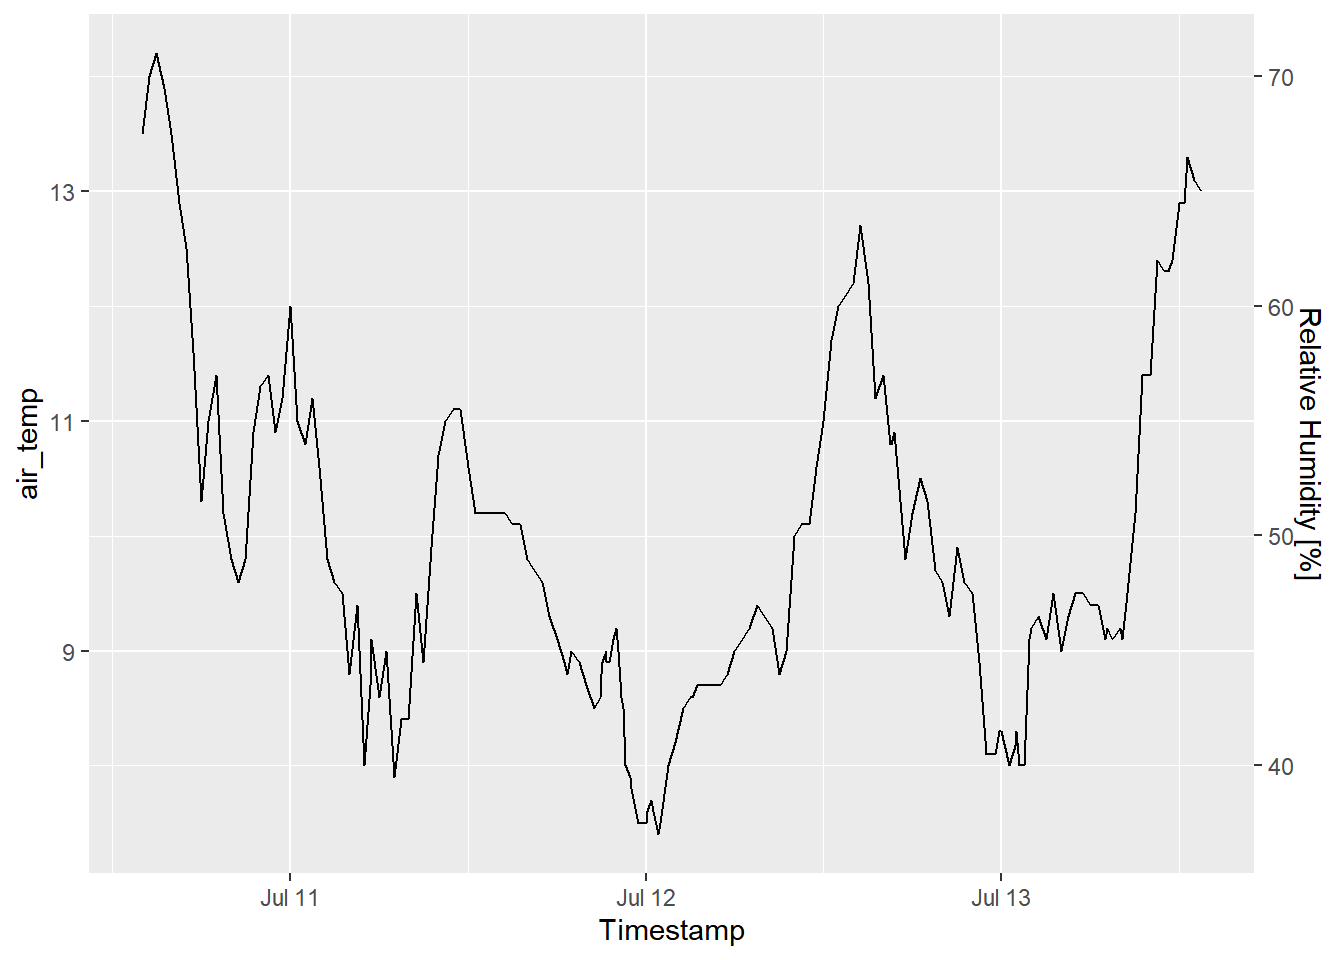 air_temp
13
11
9
70
60
50
40
Relative Humidity [%]
Jul 11
Jul 12
Jul 13
Timestamp